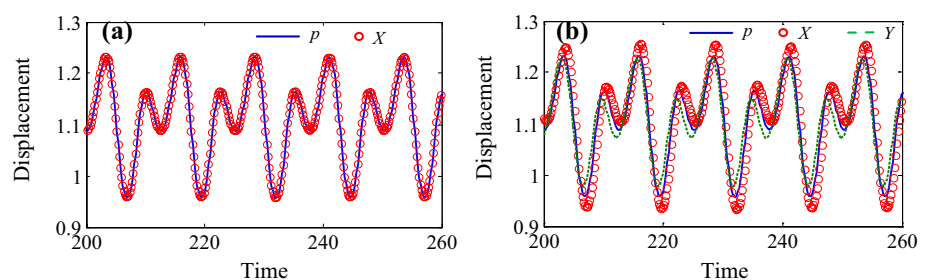 (a)
p X
Displacement
1.3
1.2
1.1
1
0.9
200 220 240 260
Time
(b)
p X Y
Displacement
1.3
1.2
1.1
1
0.9
200 220 240 260
Time